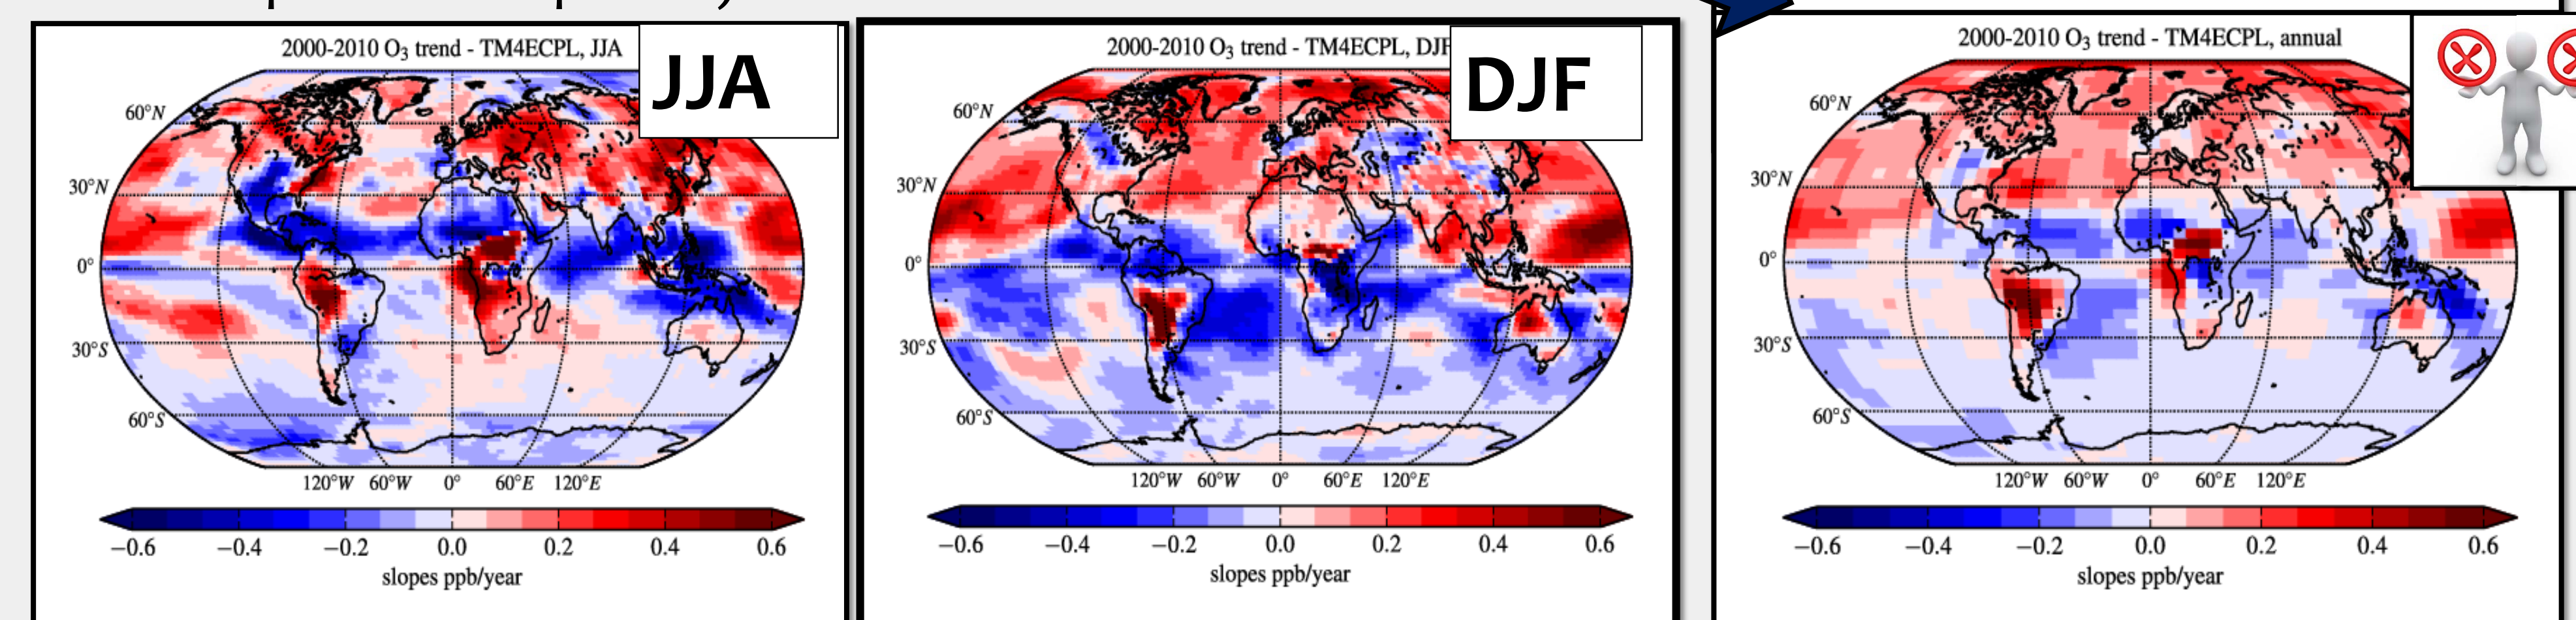 2000-2010 O3 trend - TM4ECPL, JJA
JJA
60°N
30°N
0°
30°S
60°S
120°W 60°W 0° 60°E 120°E
−0.6 −0.4 −0.2 0.0 0.2 0.4 0.6
slopes ppb/year
2000-2010 O3 trend - TM4ECPL, DJF
DJF
60°N
30°N
0°
30°S
60°S
120°W 60°W 0° 60°E 120°E
−0.6 −0.4 −0.2 0.0 0.2 0.4 0.6
slopes ppb/year
2000-2010 O3 trend - TM4ECPL, annual
60°N
30°N
0°
30°S
60°S
120°W 60°W 0° 60°E 120°E
−0.6 −0.4 −0.2 0.0 0.2 0.4 0.6
slopes ppb/year